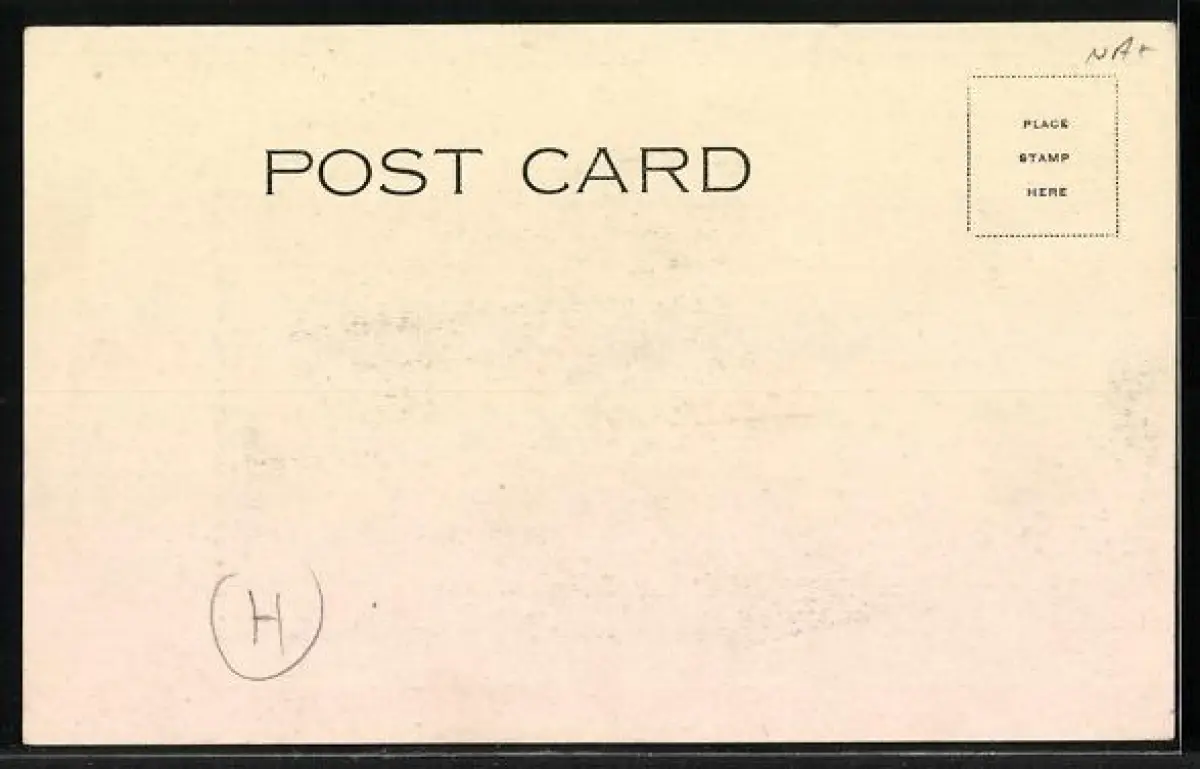 NA+
POST CARD
PLACE
STAMP
HERE
H